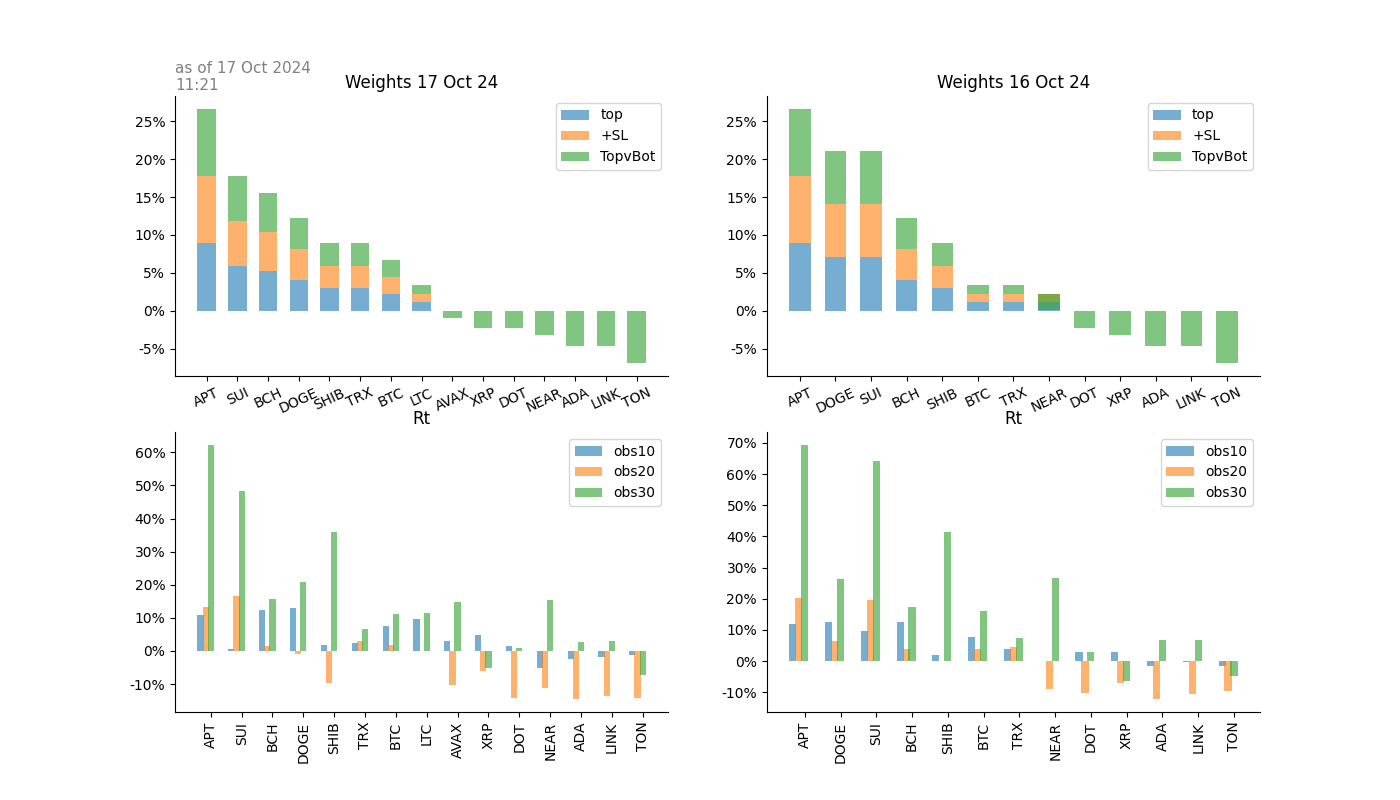 as of 17 Oct 2024
11:21
Weights 17 Oct 24
25%
20%
15%
10%
5%
0%
-5%
top
+SL
TopvBot
APT SUI BCH DOGE SHIB TRX BTC LTC AVAX XRP DOT NEAR ADA LINK TON
Weights 16 Oct 24
25%
20%
15%
10%
5%
0%
-5%
top
+SL
TopvBot
APT DOGE SUI BCH SHIB BTC TRX NEAR DOT XRP ADA LINK TON
Rt
60%
50%
40%
30%
20%
10%
0%
-10%
obs10
obs20
obs30
APT SUI BCH DOGE SHIB TRX BTC LTC AVAX XRP DOT NEAR ADA LINK TON
Rt
70%
60%
50%
40%
30%
20%
10%
0%
-10%
obs10
obs20
obs30
APT DOGE SUI BCH SHIB BTC TRX NEAR DOT XRP ADA LINK TON